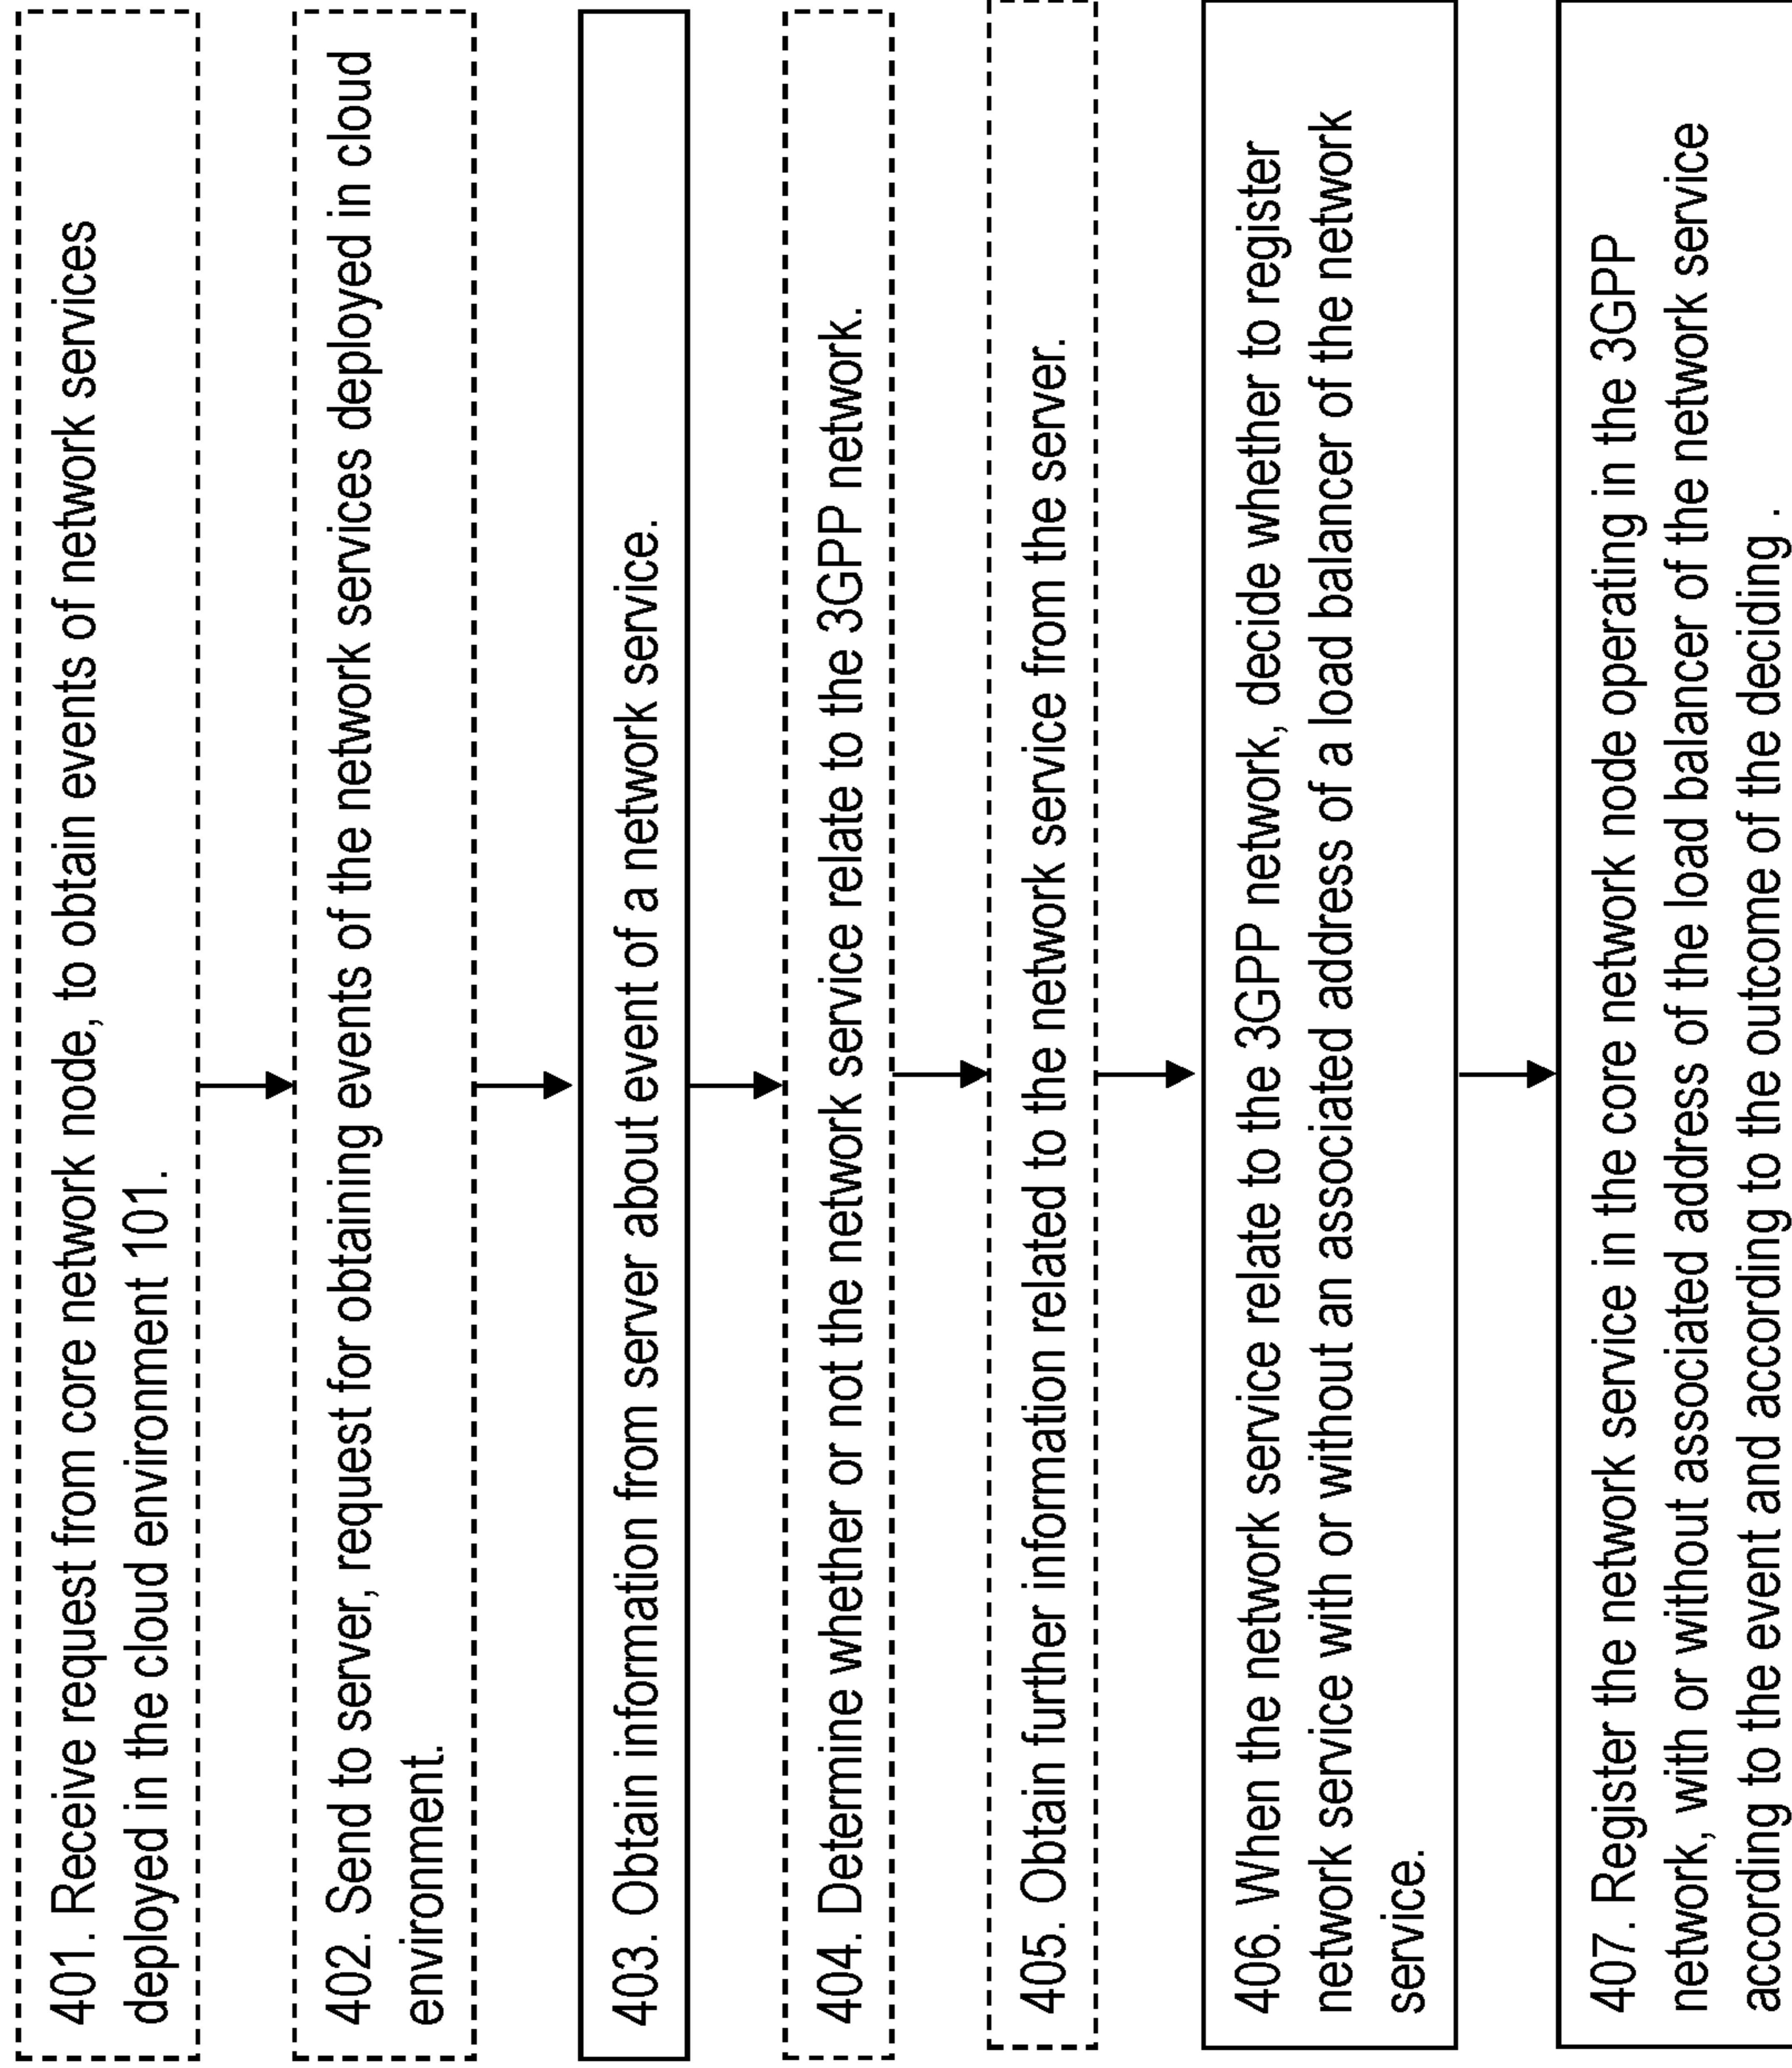 401. Receive request from core network node, to obtain events of network services
deployed in the cloud environment 101.
402. Send to server, request for obtaining events of the network services deployed in cloud
environment.
403. Obtain information from server about event of a network service.
404. Determine whether or not the network service relate to the 3GPP network.
405. Obtain further information related to the network service from the server.
406. When the network service relate to the 3GPP network, decide whether to register
network service with or without an associated address of a load balancer of the network
service.
407. Register the network service in the core network node operating in the 3GPP
network, with or without associated address of the load balancer of the network service
according to the event and according to the outcome of the deciding .